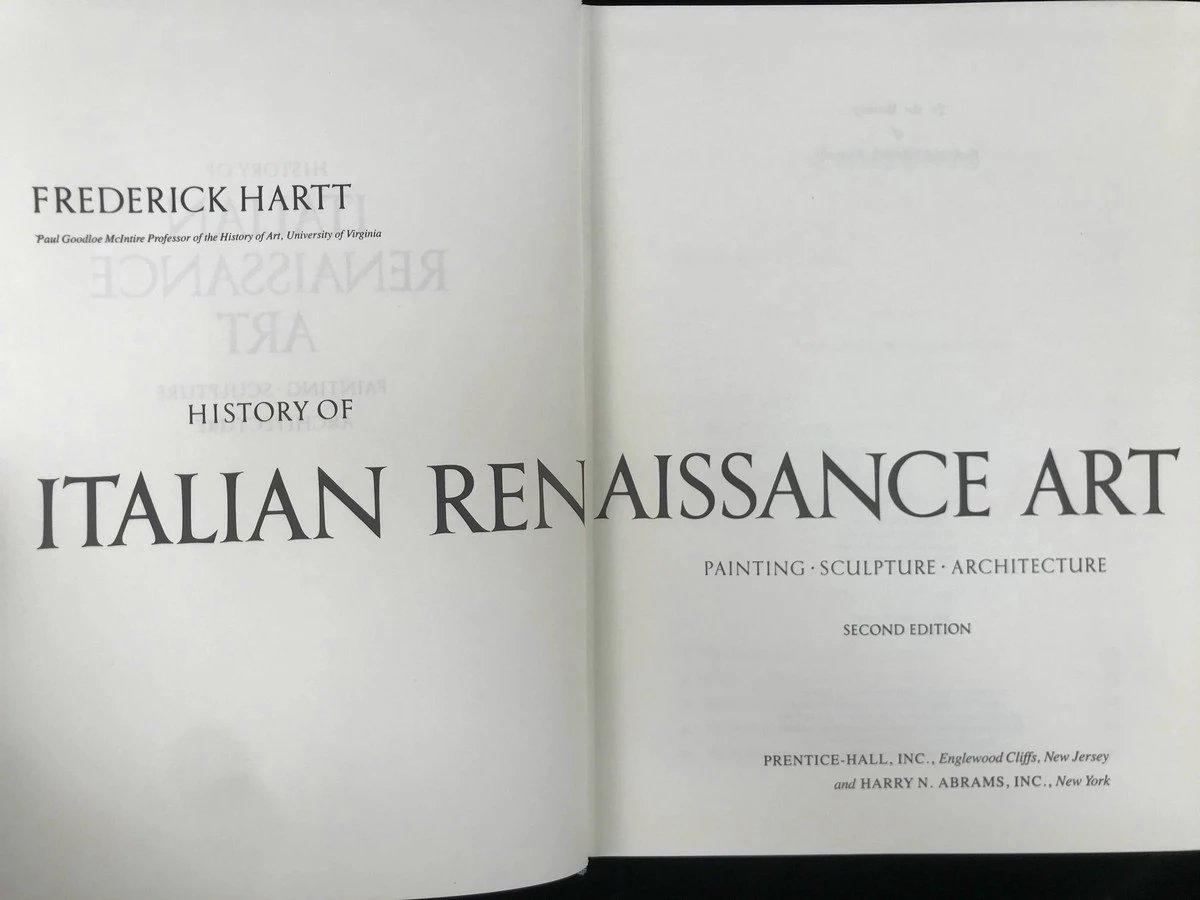 FREDERICK HARTT
Paul Goodloe McIntire Professor of the History of Art, University of Virginia
HISTORY OF
ITALIAN RENAISSANCE ART
PAINTING · SCULPTURE · ARCHITECTURE
SECOND EDITION
PRENTICE-HALL, INC., Englewood Cliffs, New Jersey
and HARRY N. ABRAMS, INC., New York